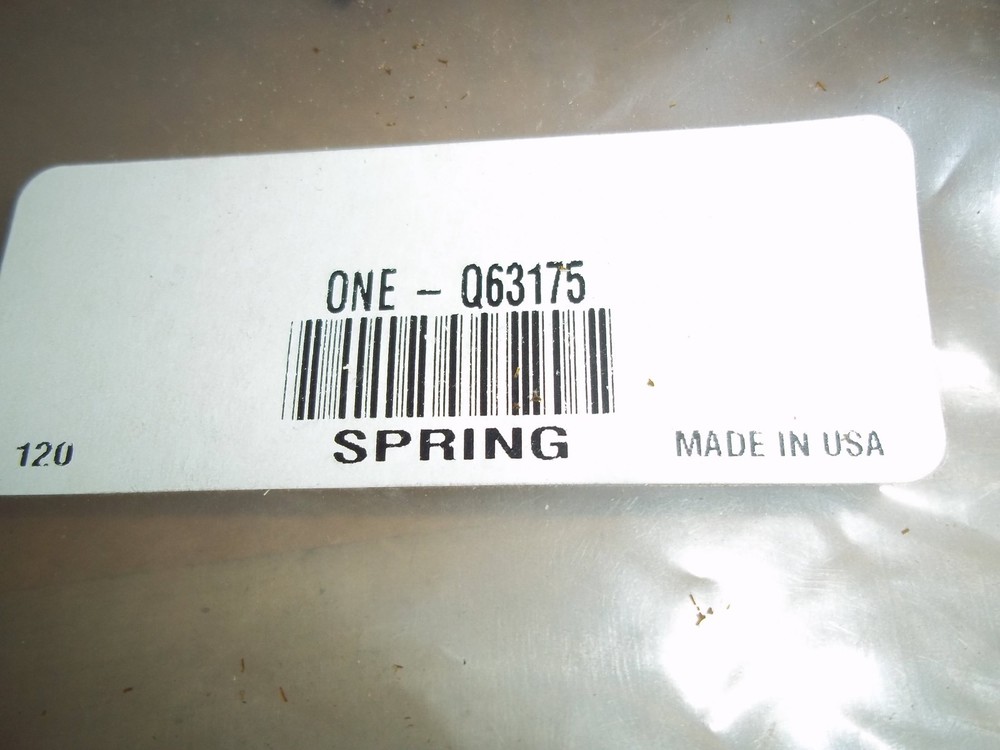 ONE - Q63175
SPRING
120
MADE IN USA